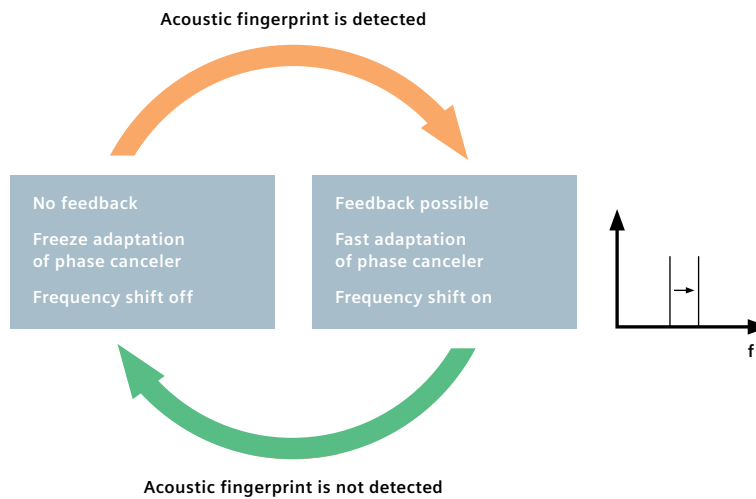 Acoustic fingerprint is detected
No feedback
Freeze adaptation
of phase canceler
Frequency shift off
Feedback possible
Fast adaptation
of phase canceler
Frequency shift on
f
Acoustic fingerprint is not detected